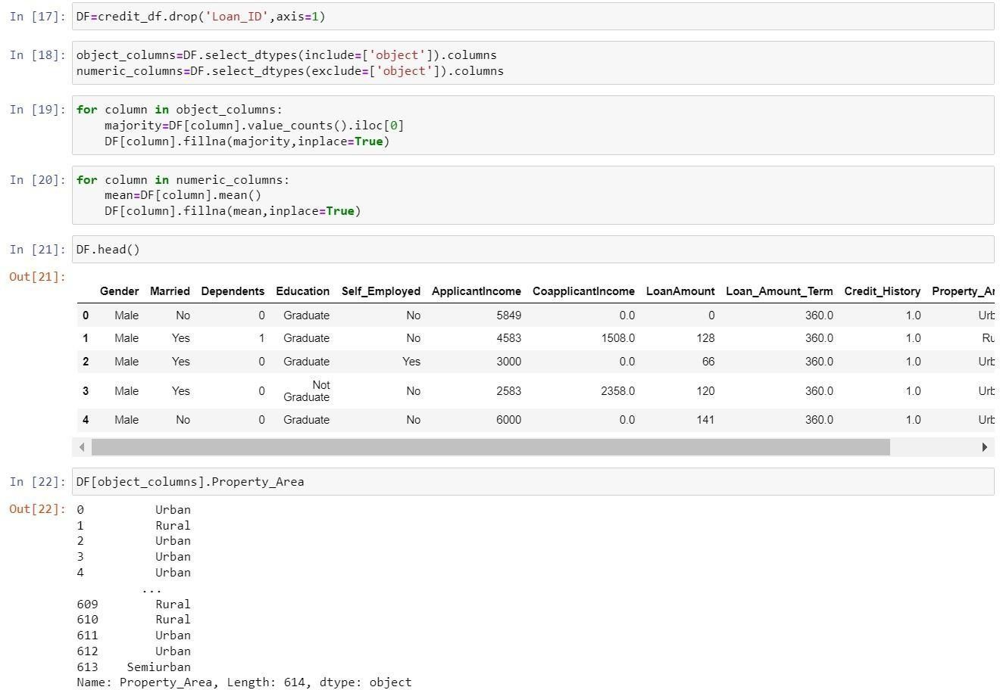 In [17]: DF=credit_df.drop('Loan_ID',axis=1)
In [18]: object_columns=DF.select_dtypes(include=['object']).columns
numeric_columns=DF.select_dtypes(exclude=['object']).columns
In [19]: for column in object_columns:
majority=DF[column].value_counts().iloc[0]
DF[column].fillna(majority,inplace=True)
In [20]: for column in numeric_columns:
mean=DF[column].mean()
DF[column].fillna(mean,inplace=True)
In [21]: DF.head()
Out[21]:
Gender Married Dependents Education Self_Employed ApplicantIncome CoapplicantIncome LoanAmount Loan_Amount_Term Credit_History Property_Ar
0 Male No 0 Graduate No 5849 0.0 0 360.0 1.0 Urb
1 Male Yes 1 Graduate No 4583 1508.0 128 360.0 1.0 Ru
2 Male Yes 0 Graduate Yes 3000 0.0 66 360.0 1.0 Urb
3 Male Yes 0 Not Graduate No 2583 2358.0 120 360.0 1.0 Urb
4 Male No 0 Graduate No 6000 0.0 141 360.0 1.0 Urb
In [22]: DF[object_columns].Property_Area
Out[22]: 0 Urban
1 Rural
2 Urban
3 Urban
4 Urban
...
609 Rural
610 Rural
611 Urban
612 Urban
613 Semiurban
Name: Property_Area, Length: 614, dtype: object